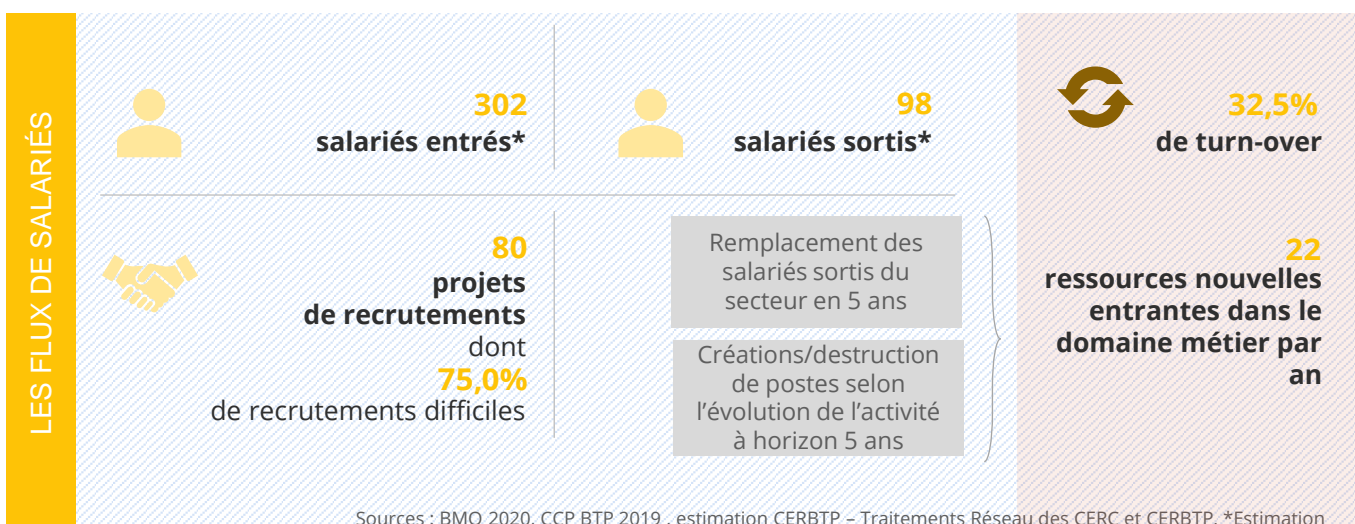 LES FLUX DE SALARIÉS
302
salariés entrés*
98
salariés sortis*
32,5%
de turn-over
80
projets
de recrutements
dont
75,0%
de recrutements difficiles
Remplacement des
salariés sortis du
secteur en 5 ans
Créations/destruction
de postes selon
l'évolution de l'activité
à horizon 5 ans
22
ressources nouvelles
entrantes dans le
domaine métier par
an
Sources : BMO 2020, CCP BTP 2019 , estimation CERBTP – Traitements Réseau des CERC et CERBTP, *Estimation